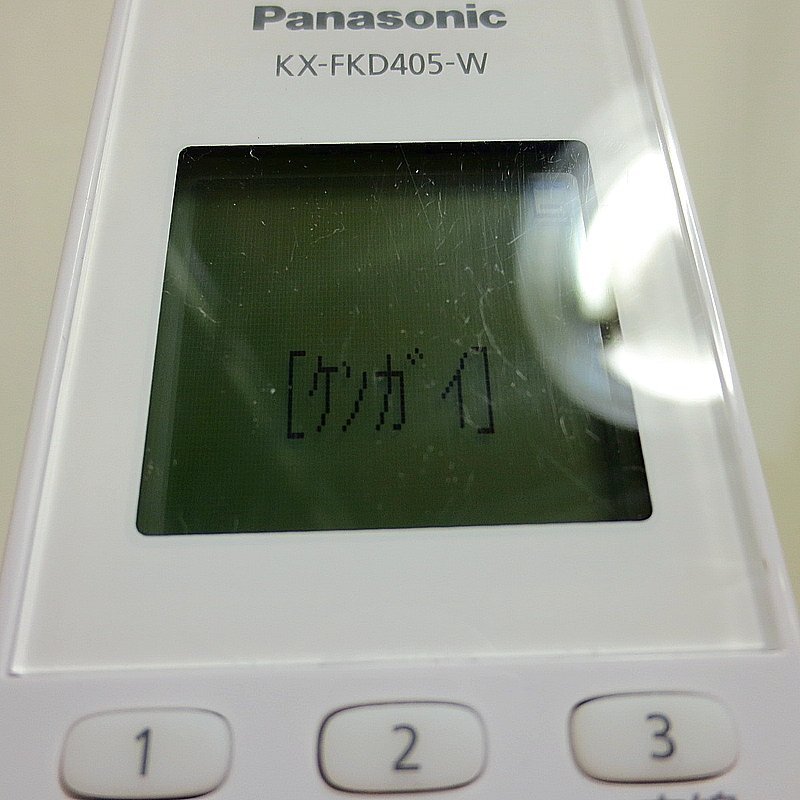 Panasonic
KX-FKD405-W
[ｹﾝｶﾞｲ]
1
2
3